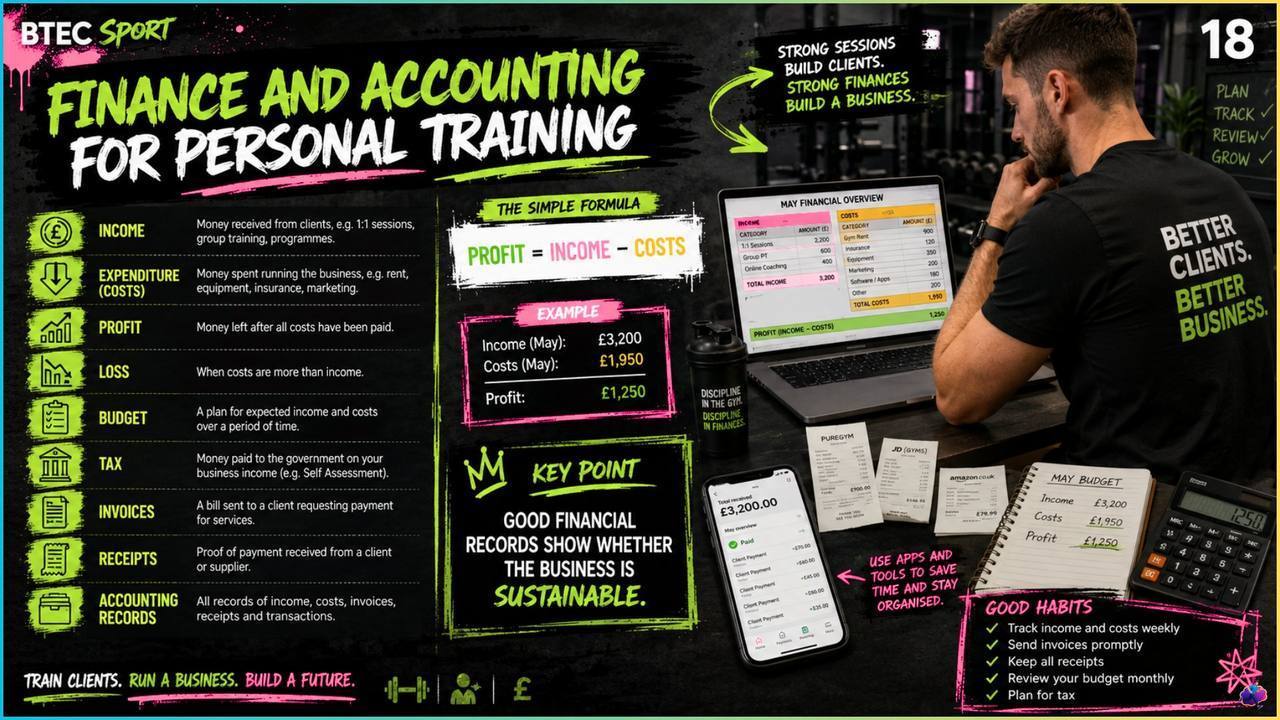 BTEC SPORT
18
FINANCE AND ACCOUNTING
FOR PERSONAL TRAINING
STRONG SESSIONS
BUILD CLIENTS.
STRONG FINANCES
BUILD A BUSINESS.
PLAN
TRACK ✓
REVIEW ✓
GROW ✓
INCOME
Money received from clients, e.g. 1:1 sessions,
group training, programmes.
EXPENDITURE
(COSTS)
Money spent running the business, e.g. rent,
equipment, insurance, marketing.
PROFIT
Money left after all costs have been paid.
LOSS
When costs are more than income.
BUDGET
A plan for expected income and costs
over a period of time.
TAX
Money paid to the government on your
business income (e.g. Self Assessment).
INVOICES
A bill sent to a client requesting payment
for services.
RECEIPTS
Proof of payment received from a client
or supplier.
ACCOUNTING
RECORDS
All records of income, costs, invoices,
receipts and transactions.
THE SIMPLE FORMULA
PROFIT = INCOME – COSTS
EXAMPLE
Income (May): £3,200
Costs (May): £1,950
Profit: £1,250
KEY POINT
GOOD FINANCIAL
RECORDS SHOW WHETHER
THE BUSINESS IS
SUSTAINABLE.
MAY FINANCIAL OVERVIEW
INCOME
CATEGORY AMOUNT (£)
1:1 Sessions 2,200
Group PT 600
Online Coaching 400
TOTAL INCOME 3,200
COSTS
CATEGORY AMOUNT (£)
Gym Rent 900
Insurance 120
Equipment 350
Marketing 200
Software / Apps 180
Other 200
TOTAL COSTS 1,950
PROFIT (INCOME – COSTS) 1,250
BETTER
CLIENTS.
BETTER
BUSINESS.
DISCIPLINE
IN THE GYM.
DISCIPLINE
IN FINANCES.
PUREGYM
JD (GYMS)
amazon.co.uk
Total received
£3,200.00
May overview
Paid
Client Payment
Client Payment
Client Payment
Client Payment
Client Payment
USE APPS AND
TOOLS TO SAVE
TIME AND STAY
ORGANISED.
MAY BUDGET
Income £3,200
Costs £1,950
Profit £1,250
1250
GOOD HABITS
✓ Track income and costs weekly
✓ Send invoices promptly
✓ Keep all receipts
✓ Review your budget monthly
✓ Plan for tax
TRAIN CLIENTS. RUN A BUSINESS. BUILD A FUTURE.
£